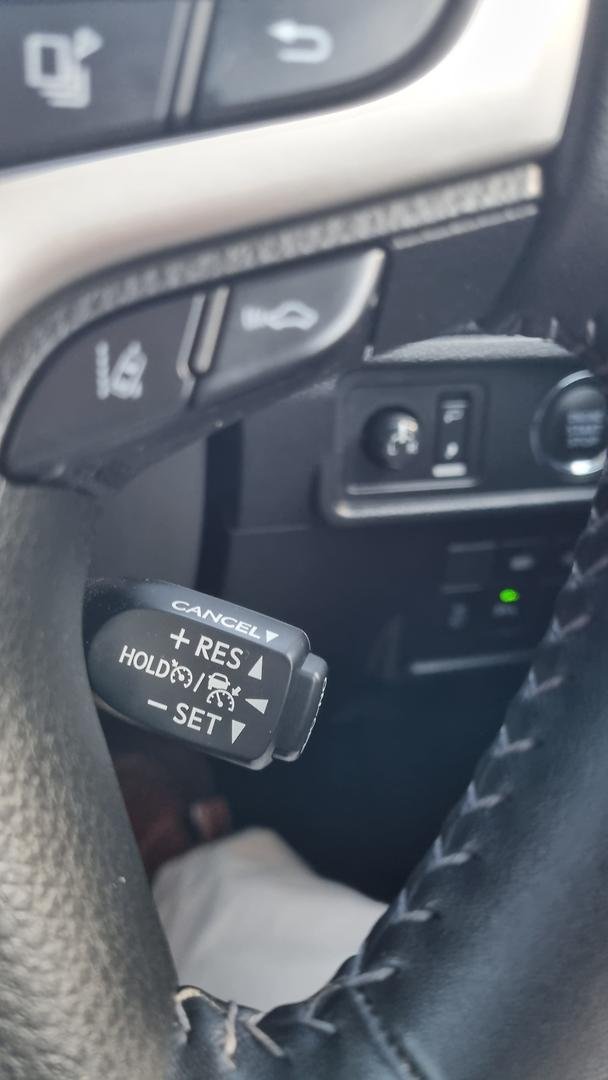 CANCEL▼
+ RES ▲
HOLD / ◀
− SET ▼